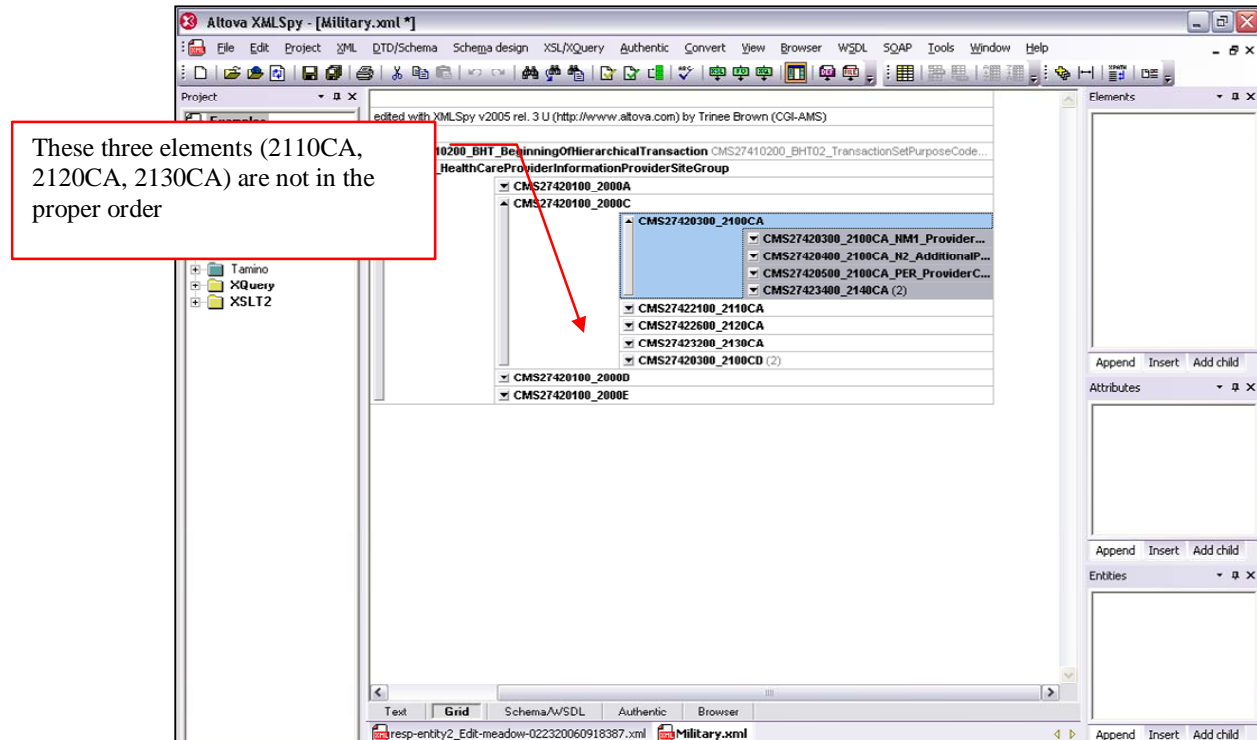 Altova XMLSpy - [Military.xml *]
File Edit Project XML DTD/Schema Schema design XSL/XQuery Authentic Convert View Browser WSDL SOAP Tools Window Help
Project
Elements
Examples
edited with XMLSpy v2005 rel. 3 U (http://www.altova.com) by Trinee Brown (CGI-AMS)
These three elements (2110CA,
2120CA, 2130CA) are not in the
proper order
10200_BHT_BeginningOfHierarchicalTransaction CMS27410200_BHT02_TransactionSetPurposeCode...
_HealthCareProviderInformationProviderSiteGroup
CMS27420100_2000A
CMS27420100_2000C
CMS27420300_2100CA
CMS27420300_2100CA_NM1_Provider...
CMS27420400_2100CA_N2_AdditionalP...
CMS27420500_2100CA_PER_ProviderC...
CMS27423400_2140CA (2)
Tamino
XQuery
XSLT2
CMS27422100_2110CA
CMS27422600_2120CA
CMS27423200_2130CA
CMS27420300_2100CD (2)
CMS27420100_2000D
CMS27420100_2000E
Append Insert Add child
Attributes
Append Insert Add child
Entities
Text Grid Schema/WSDL Authentic Browser
resp-entity2_Edit-meadow-022320060918387.xml Military.xml
Append Insert Add child